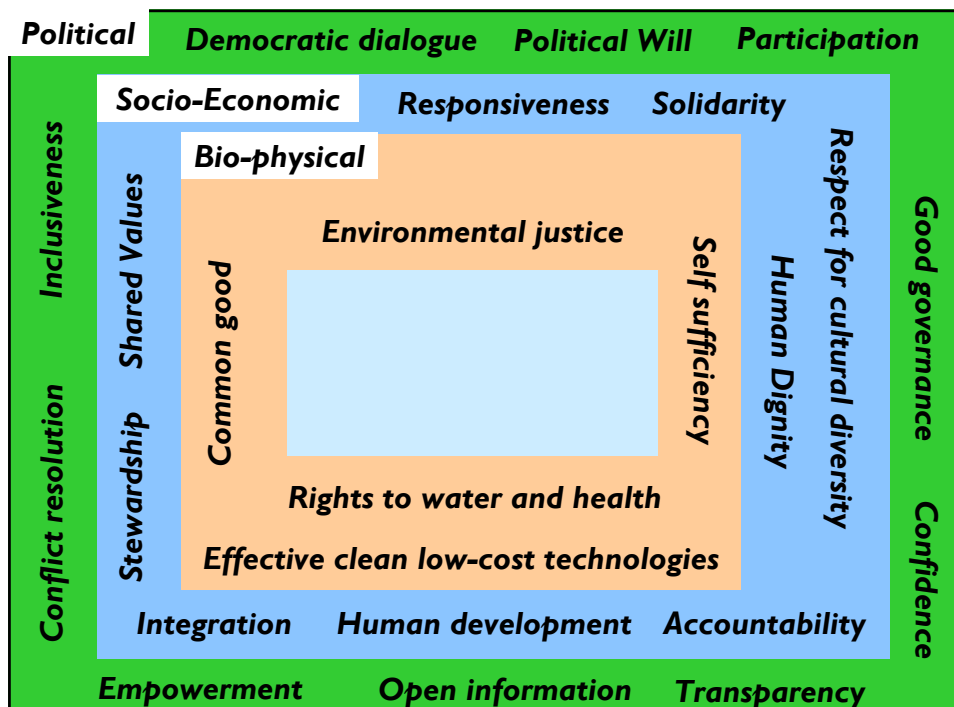 Political
Democratic dialogue
Political Will
Participation
Socio-Economic
Responsiveness
Solidarity
Bio-physical
Inclusiveness
Conflict resolution
Shared Values
Stewardship
Common good
Environmental justice
Self sufficiency
Human Dignity
Respect for cultural diversity
Good governance
Confidence
Rights to water and health
Effective clean low-cost technologies
Integration
Human development
Accountability
Empowerment
Open information
Transparency